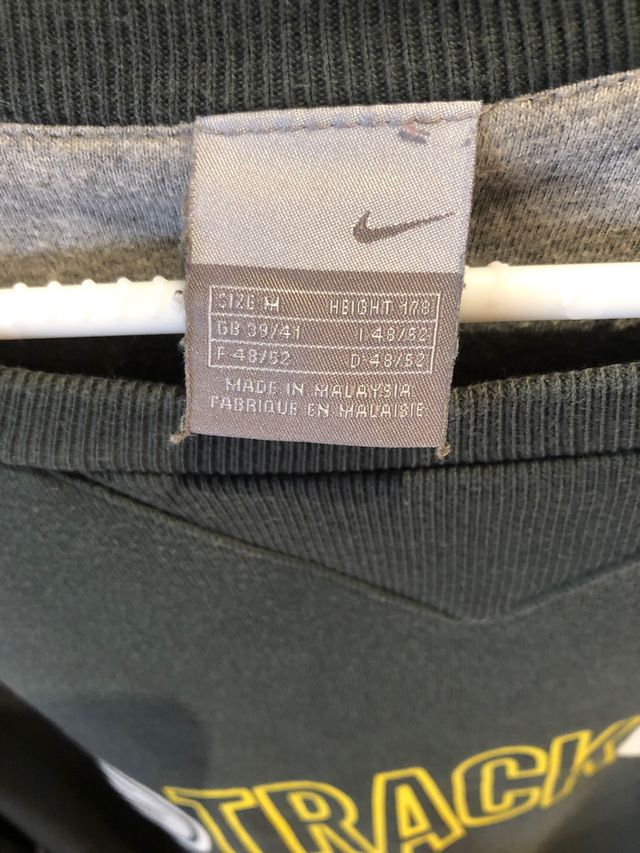 SIZE M HEIGHT 178
GB 39/41 I 48/52
F 48/52 D 48/52
MADE IN MALAYSIA
FABRIQUE EN MALAISIE
TRACK